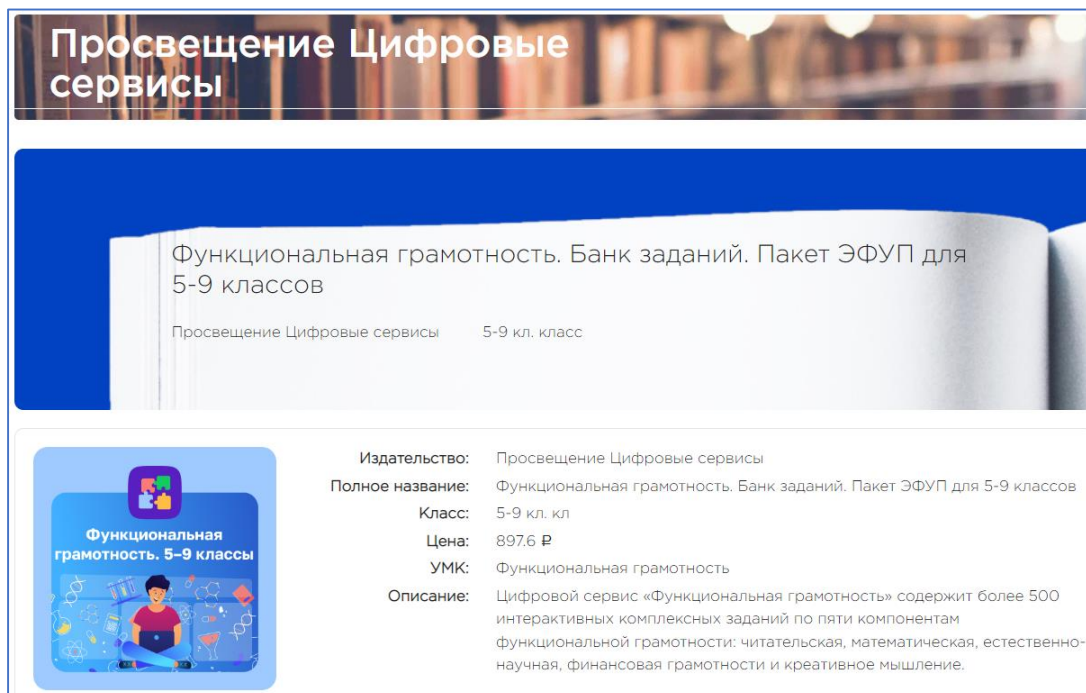 Просвещение Цифровые
сервисы
Функциональная грамотность. Банк заданий. Пакет ЭФУП для
5-9 классов
Просвещение Цифровые сервисы 5-9 кл. класс
Функциональная
грамотность. 5–9 классы
Издательство: Просвещение Цифровые сервисы
Полное название: Функциональная грамотность. Банк заданий. Пакет ЭФУП для 5-9 классов
Класс: 5-9 кл. кл
Цена: 897.6 ₽
УМК: Функциональная грамотность
Описание: Цифровой сервис «Функциональная грамотность» содержит более 500
интерактивных комплексных заданий по пяти компонентам
функциональной грамотности: читательская, математическая, естественно-
научная, финансовая грамотности и креативное мышление.